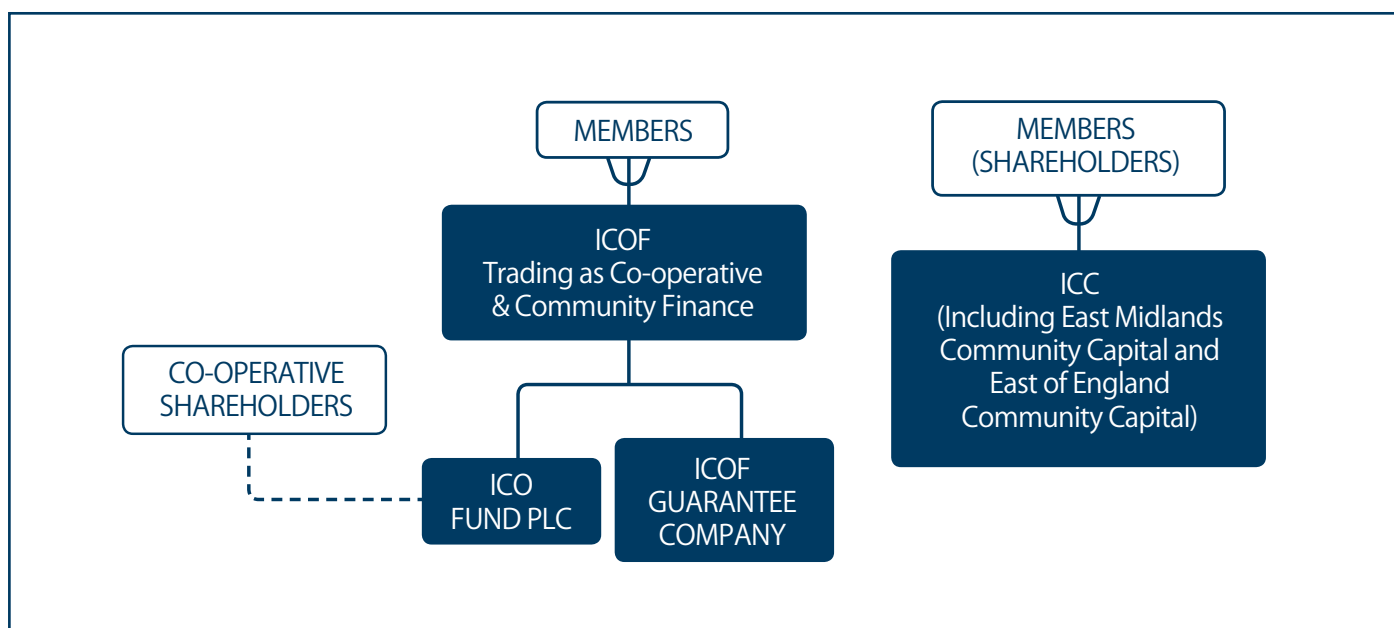 MEMBERS
ICOF
Trading as Co-operative
& Community Finance
CO-OPERATIVE
SHAREHOLDERS
ICO
FUND PLC
ICOF
GUARANTEE
COMPANY
MEMBERS
(SHAREHOLDERS)
ICC
(Including East Midlands
Community Capital and
East of England
Community Capital)